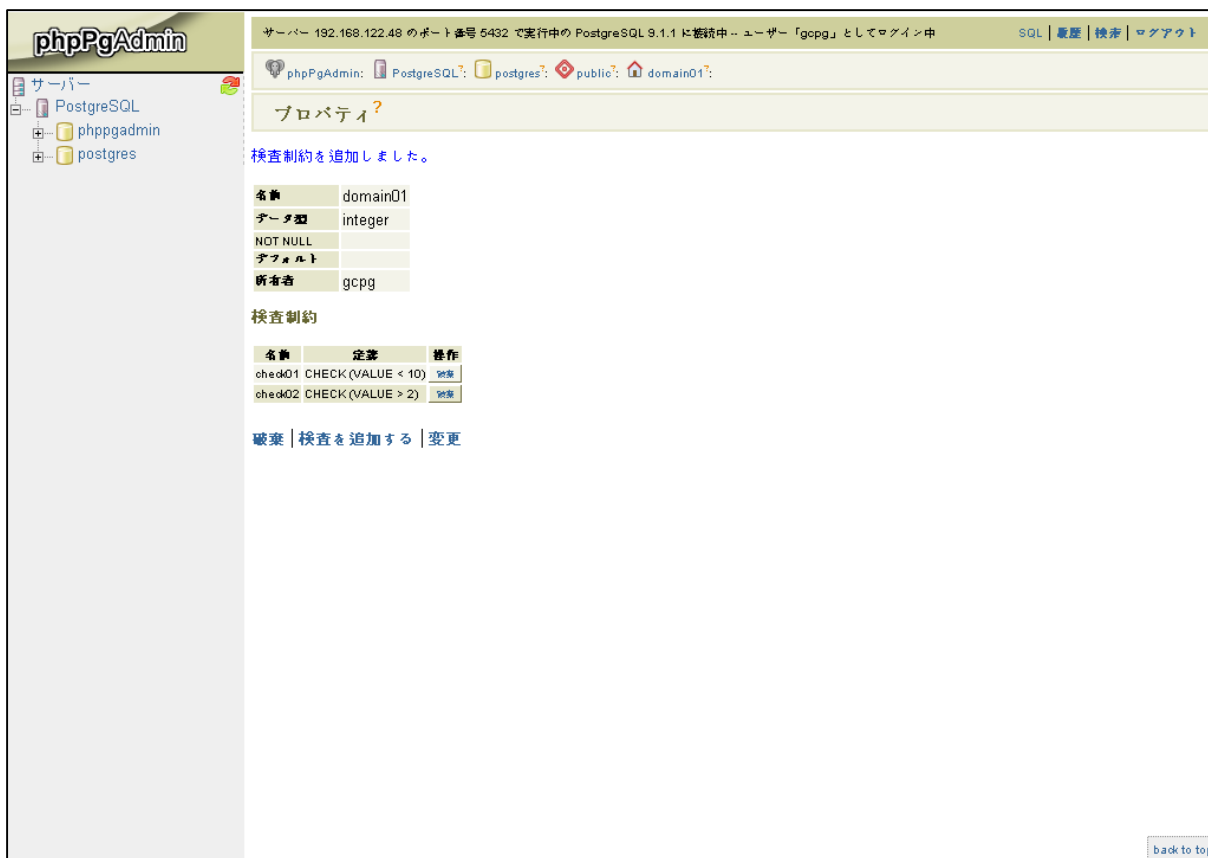 phpPgAdmin
サーバー 192.168.122.48 のポート番号 5432 で実行中の PostgreSQL 9.1.1 に接続中 -- ユーザー「gcpg」としてログイン中
SQL | 履歴 | 検索 | ログアウト
phpPgAdmin: PostgreSQL?: postgres?: public?: domain01?:
サーバー
PostgreSQL
phppgadmin
postgres
プロパティ?
検査制約を追加しました。
名前 domain01
データ型 integer
NOT NULL
デフォルト
所有者 gcpg
検査制約
名前 定義 操作
check01 CHECK (VALUE < 10) 破棄
check02 CHECK (VALUE > 2) 破棄
破棄 | 検査を追加する | 変更
back to top